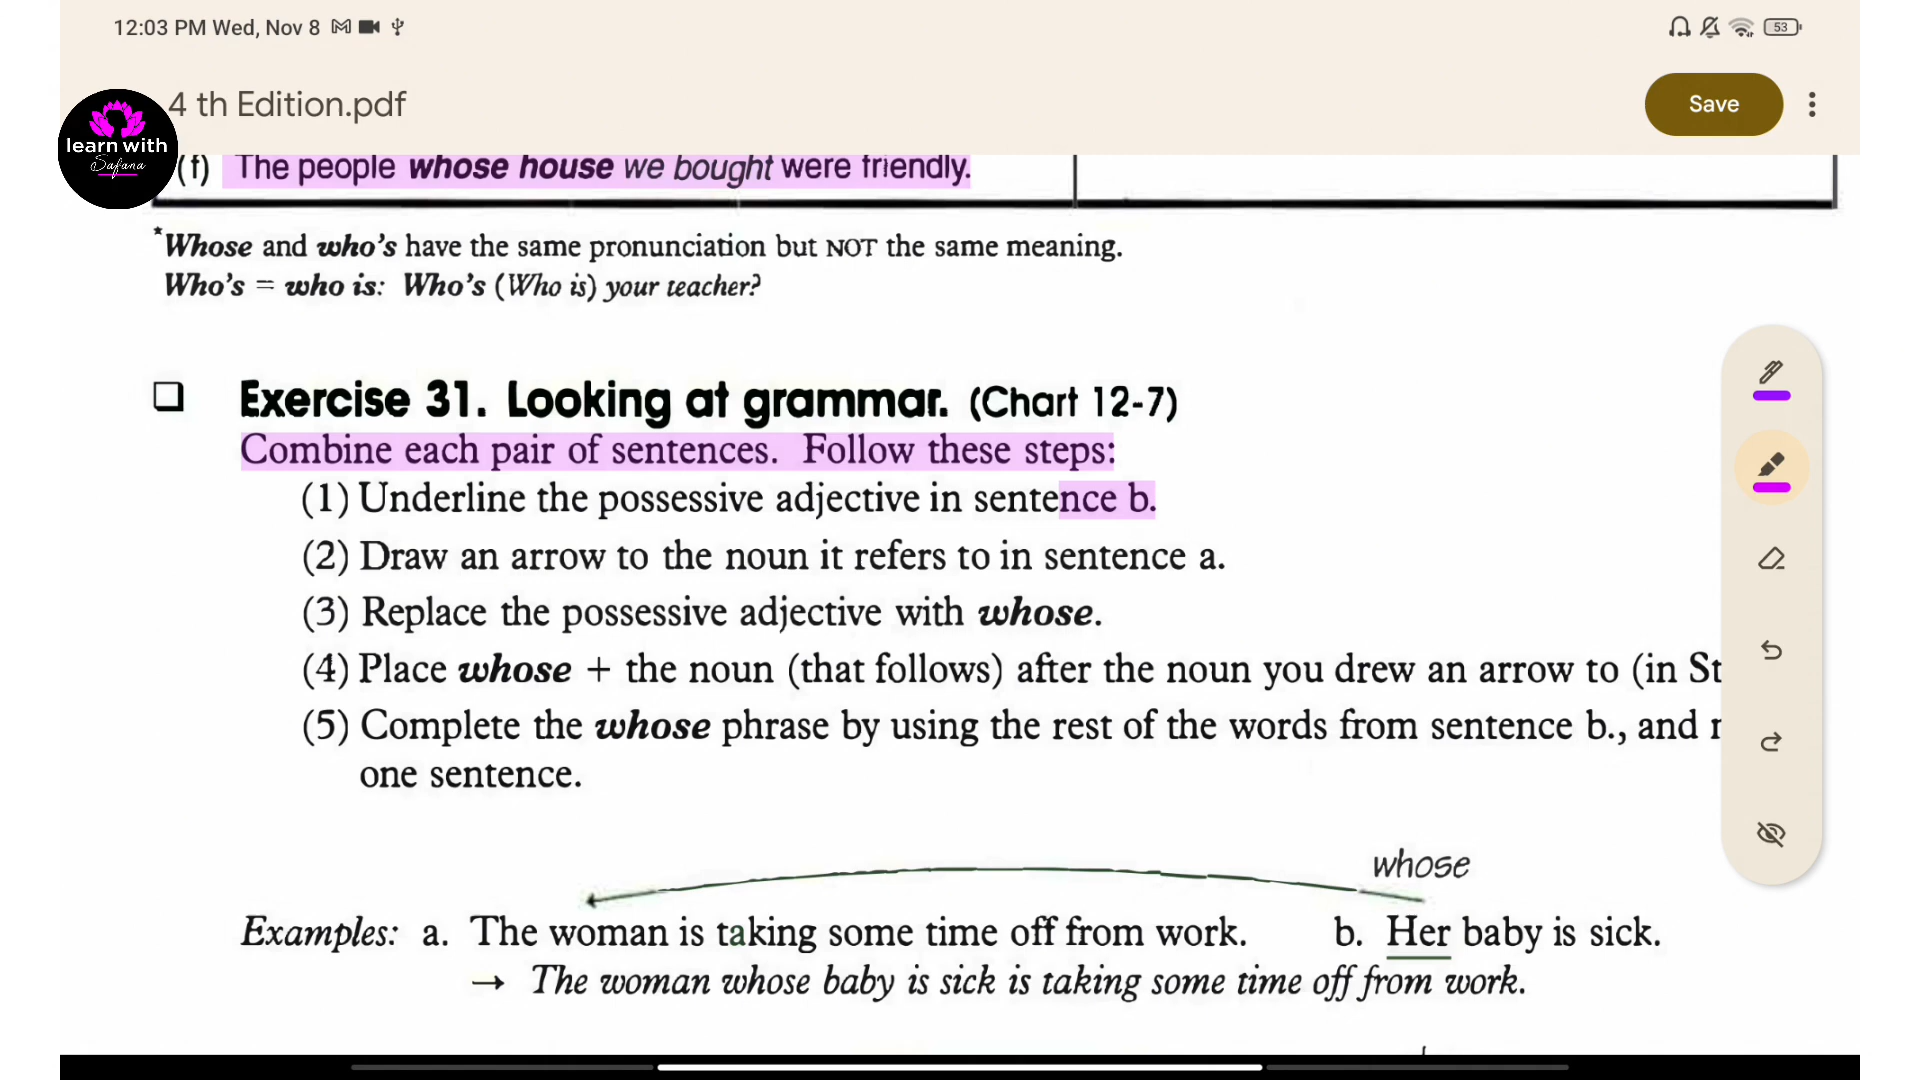 12:03 PM Wed, Nov 8
53
4 th Edition.pdf
Save
learn with
Safana
(f) The people whose house we bought were friendly.
*Whose and who's have the same pronunciation but NOT the same meaning.
Who's = who is: Who's (Who is) your teacher?
Exercise 31. Looking at grammar. (Chart 12-7)
Combine each pair of sentences. Follow these steps:
(1) Underline the possessive adjective in sentence b.
(2) Draw an arrow to the noun it refers to in sentence a.
(3) Replace the possessive adjective with whose.
(4) Place whose + the noun (that follows) after the noun you drew an arrow to (in St
(5) Complete the whose phrase by using the rest of the words from sentence b., and
one sentence.
whose
Examples: a. The woman is taking some time off from work. b. Her baby is sick.
→ The woman whose baby is sick is taking some time off from work.